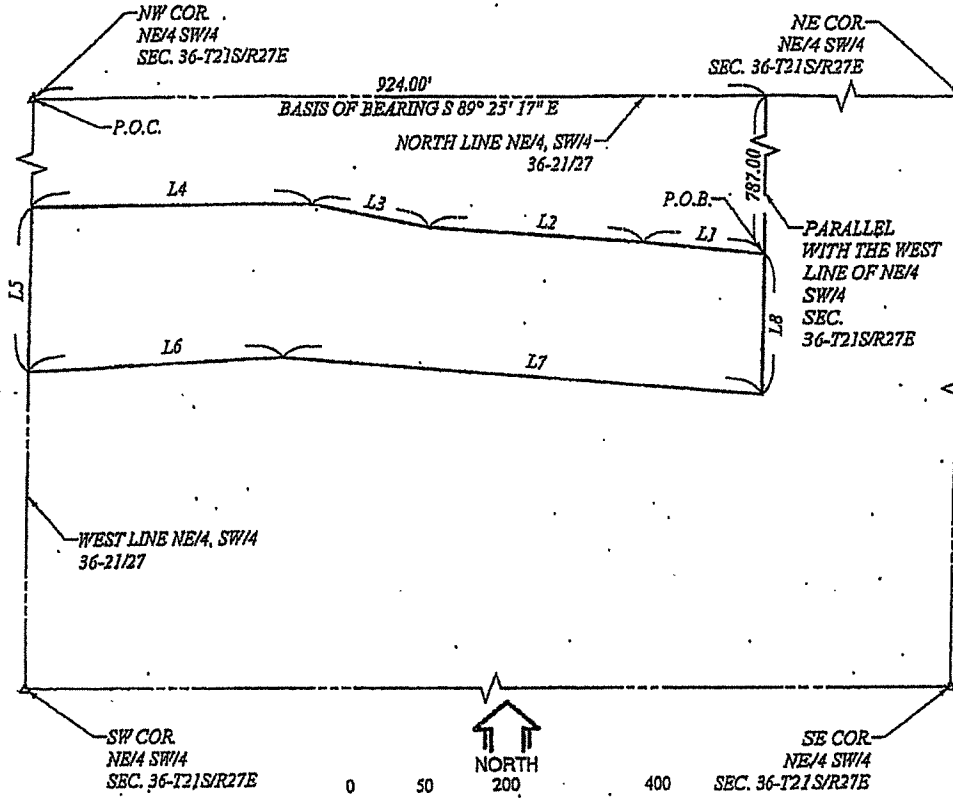 NW COR.
NE/4 SW/4
SEC. 36-T21S/R27E
NE COR.
NE/4 SW/4
SEC. 36-T21S/R27E
924.00'
BASIS OF BEARING S 89° 25' 17" E
P.O.C.
NORTH LINE NE/4, SW/4
36-21/27
787.00
L4
L3
L2
L1
P.O.B.
PARALLEL
WITH THE WEST
LINE OF NE/4
SW/4
SEC.
36-T21S/R27E
L5
L8
L6
L7
WEST LINE NE/4, SW/4
36-21/27
SW COR.
NE/4 SW/4
SEC. 36-T21S/R27E
NORTH
0 50 200 400
SE COR.
NE/4 SW/4
SEC. 36-T21S/R27E